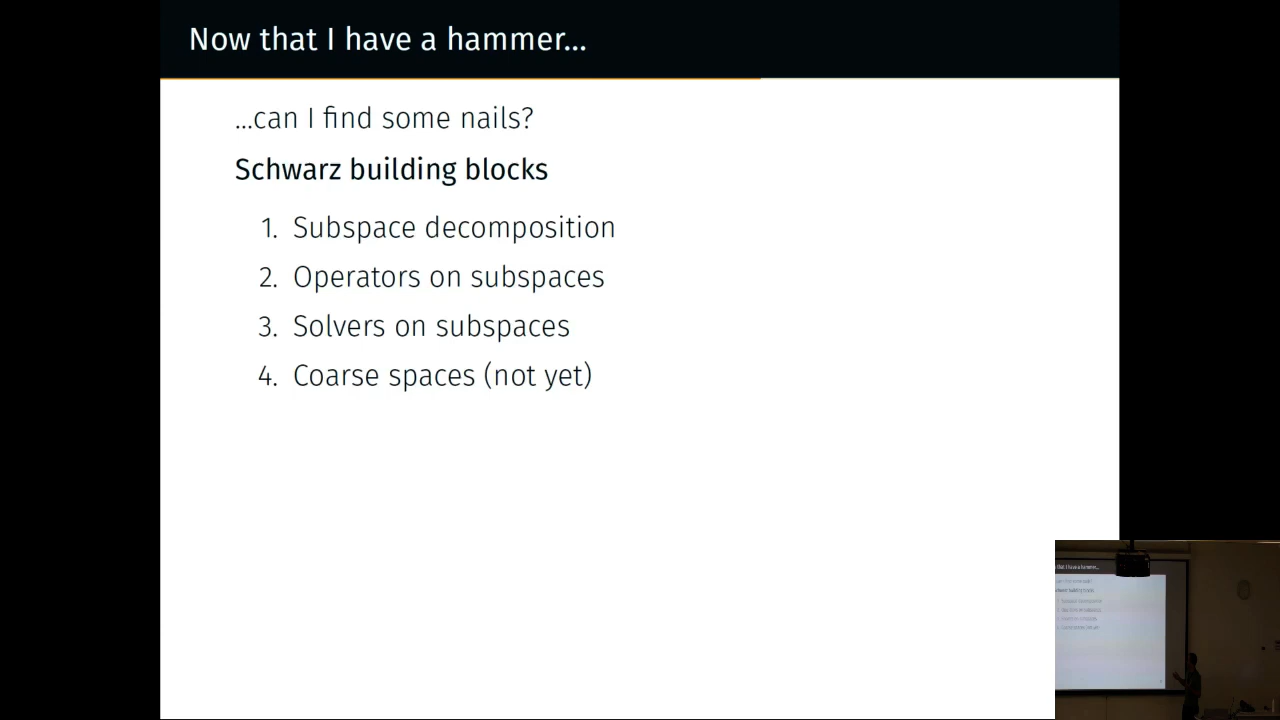 Now that I have a hammer...
...can I find some nails?
Schwarz building blocks
1. Subspace decomposition
2. Operators on subspaces
3. Solvers on subspaces
4. Coarse spaces (not yet)